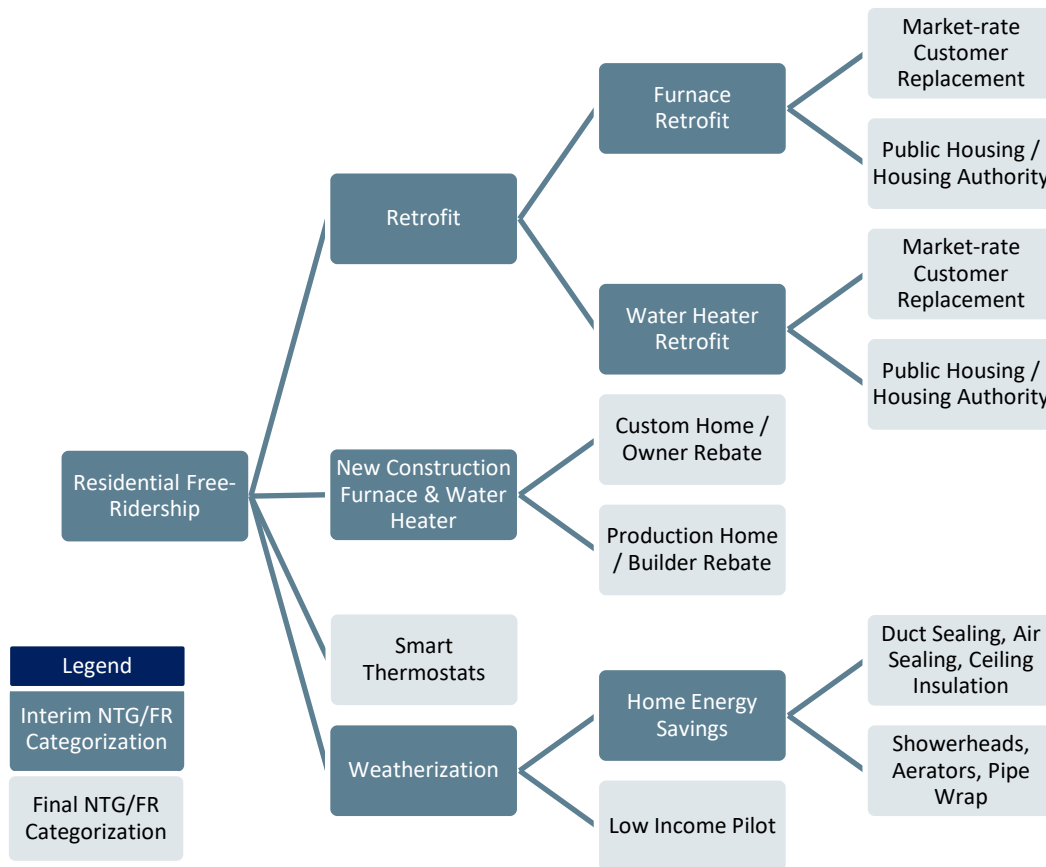 Market-rate
Customer
Replacement
Furnace
Retrofit
Public Housing /
Housing Authority
Retrofit
Market-rate
Customer
Replacement
Water Heater
Retrofit
Public Housing /
Housing Authority
Custom Home /
Owner Rebate
Residential Free-
Ridership
New Construction
Furnace & Water
Heater
Production Home
/ Builder Rebate
Smart
Thermostats
Duct Sealing, Air
Sealing, Ceiling
Insulation
Home Energy
Savings
Weatherization
Showerheads,
Aerators, Pipe
Wrap
Low Income Pilot
Legend
Interim NTG/FR
Categorization
Final NTG/FR
Categorization